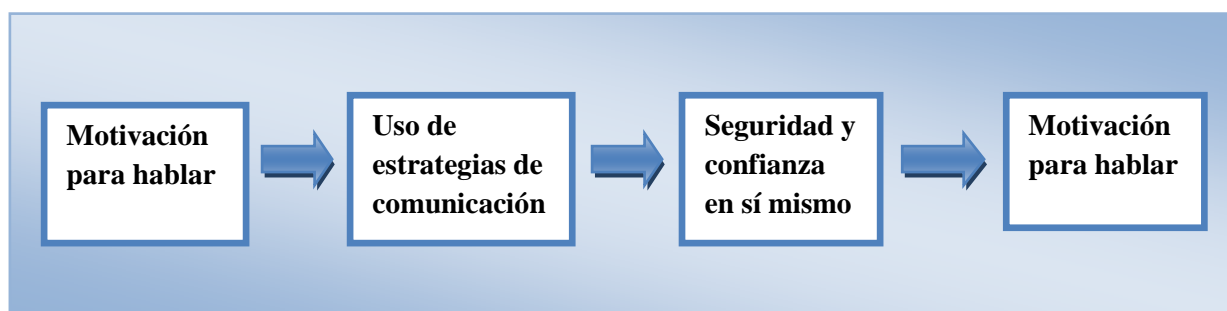 Motivación
para hablar
Uso de
estrategias de
comunicación
Seguridad y
confianza
en sí mismo
Motivación
para hablar